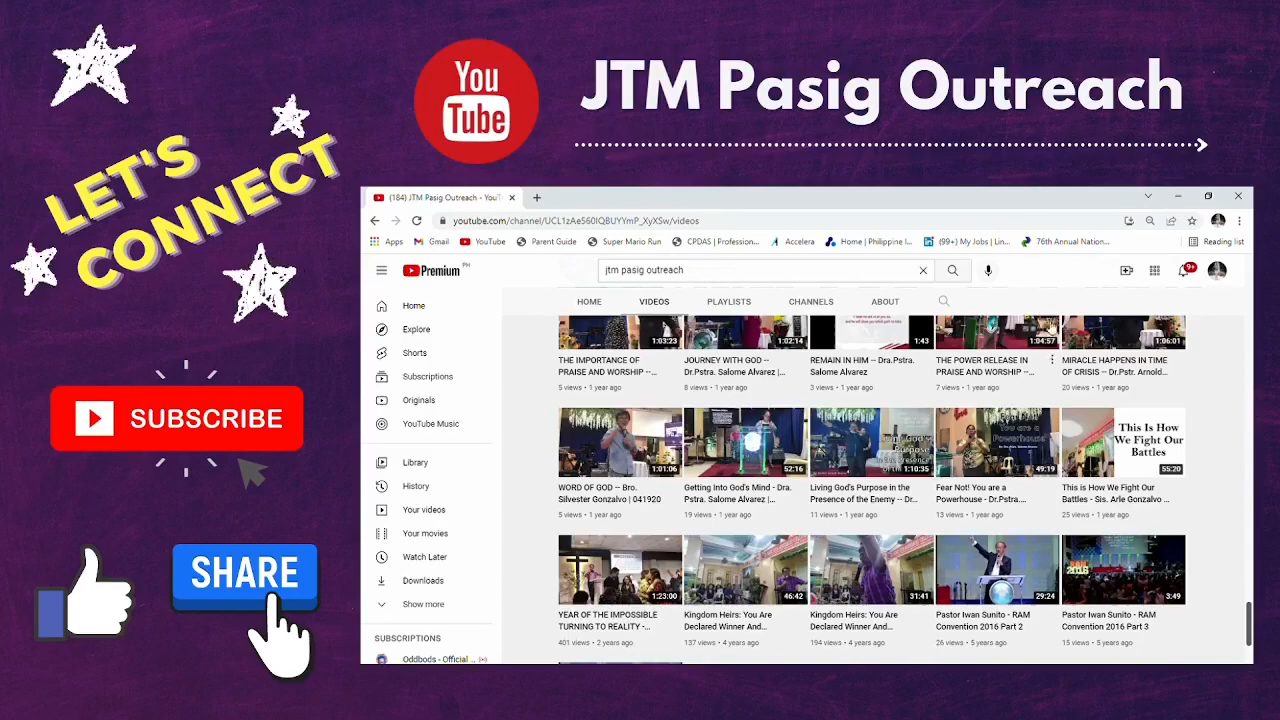 LET'S
CONNECT
You
Tube
JTM Pasig Outreach
SUBSCRIBE
SHARE
(184) JTM Pasig Outreach - YouT
youtube.com/channel/UCL1zAe560IQBUYYmP_XyXSw/videos
Apps Gmail YouTube Parent Guide Super Mario Run CPDAS | Profession... Accelera Home | Philippine I... (99+) My Jobs | Lin... 76th Annual Nation... Reading list
Premium PH
jtm pasig outreach
9+
HOME VIDEOS PLAYLISTS CHANNELS ABOUT
Home
Explore
Shorts
Subscriptions
Originals
YouTube Music
Library
History
Your videos
Your movies
Watch Later
Downloads
Show more
SUBSCRIPTIONS
Oddbods - Official ...
1:03:23 1:02:14 1:43 1:04:57 1:06:01
THE IMPORTANCE OF
PRAISE AND WORSHIP --...
5 views • 1 year ago
JOURNEY WITH GOD --
Dr.Pstra. Salome Alvarez |...
8 views • 1 year ago
REMAIN IN HIM -- Dra.Pstra.
Salome Alvarez
3 views • 1 year ago
THE POWER RELEASE IN
PRAISE AND WORSHIP --...
7 views • 1 year ago
MIRACLE HAPPENS IN TIME
OF CRISIS -- Dr.Pstr. Arnold...
20 views • 1 year ago
1:01:06 52:16 1:10:35 49:19 55:20
This is How
We Fight Our
Battles
WORD OF GOD -- Bro.
Silvester Gonzalvo | 041920
5 views • 1 year ago
Getting Into God's Mind - Dra.
Pstra. Salome Alvarez |...
19 views • 1 year ago
Living God's Purpose in the
Presence of the Enemy -- Dr...
11 views • 1 year ago
Fear Not! You are a
Powerhouse - Dr.Pstra....
13 views • 1 year ago
This is How We Fight Our
Battles - Sis. Arle Gonzalvo ...
25 views • 1 year ago
1:23:00 46:42 31:41 29:24 3:49
YEAR OF THE IMPOSSIBLE
TURNING TO REALITY -...
401 views • 2 years ago
Kingdom Heirs: You Are
Declared Winner And...
137 views • 4 years ago
Kingdom Heirs: You Are
Declared Winner And...
194 views • 4 years ago
Pastor Iwan Sunito - RAM
Convention 2016 Part 2
26 views • 5 years ago
Pastor Iwan Sunito - RAM
Convention 2016 Part 3
15 views • 5 years ago